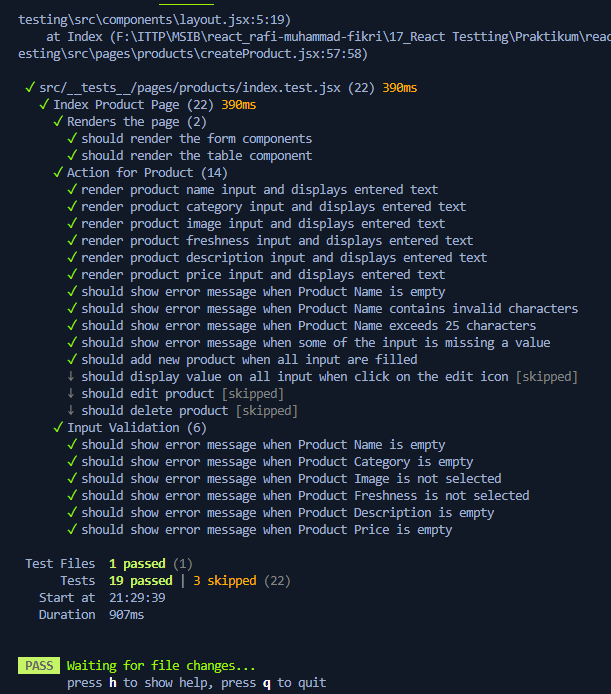 testing\src\components\layout.jsx:5:19)
at Index (F:\ITTP\MSIB\react_rafi-muhammad-fikri\17_React Testting\Praktikum\reac
esting\src\pages\products\createProduct.jsx:57:58)
✓ src/__tests__/pages/products/index.test.jsx (22) 390ms
✓ Index Product Page (22) 390ms
✓ Renders the page (2)
✓ should render the form components
✓ should render the table component
✓ Action for Product (14)
✓ render product name input and displays entered text
✓ render product category input and displays entered text
✓ render product image input and displays entered text
✓ render product freshness input and displays entered text
✓ render product description input and displays entered text
✓ render product price input and displays entered text
✓ should show error message when Product Name is empty
✓ should show error message when Product Name contains invalid characters
✓ should show error message when Product Name exceeds 25 characters
✓ should show error message when some of the input is missing a value
✓ should add new product when all input are filled
↓ should display value on all input when click on the edit icon [skipped]
↓ should edit product [skipped]
↓ should delete product [skipped]
✓ Input Validation (6)
✓ should show error message when Product Name is empty
✓ should show error message when Product Category is empty
✓ should show error message when Product Image is not selected
✓ should show error message when Product Freshness is not selected
✓ should show error message when Product Description is empty
✓ should show error message when Product Price is empty
Test Files 1 passed (1)
Tests 19 passed | 3 skipped (22)
Start at 21:29:39
Duration 907ms
PASS Waiting for file changes...
press h to show help, press q to quit